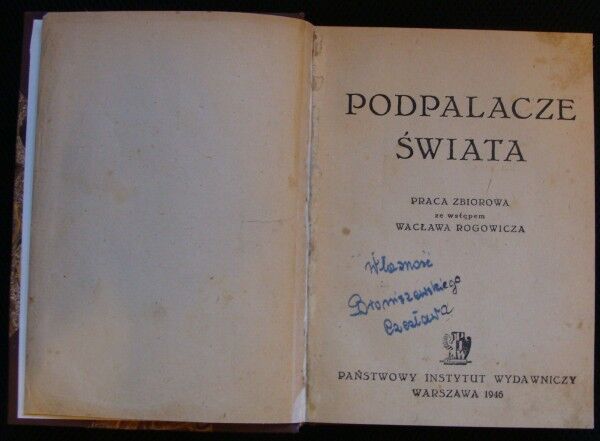 PODPALACZE
ŚWIATA
PRACA ZBIOROWA
ze wstępem
WACŁAWA ROGOWICZA
Własność
Broniszewskiego
Czesława
PAŃSTWOWY INSTYTUT WYDAWNICZY
WARSZAWA 1946